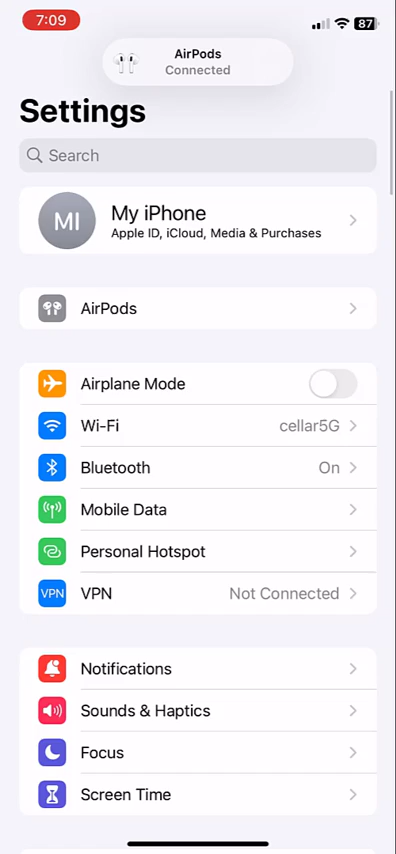 7:09
87
AirPods
Connected
Settings
Search
MI
My iPhone
Apple ID, iCloud, Media & Purchases
AirPods
Airplane Mode
Wi-Fi cellar5G
Bluetooth On
Mobile Data
Personal Hotspot
VPN VPN Not Connected
Notifications
Sounds & Haptics
Focus
Screen Time